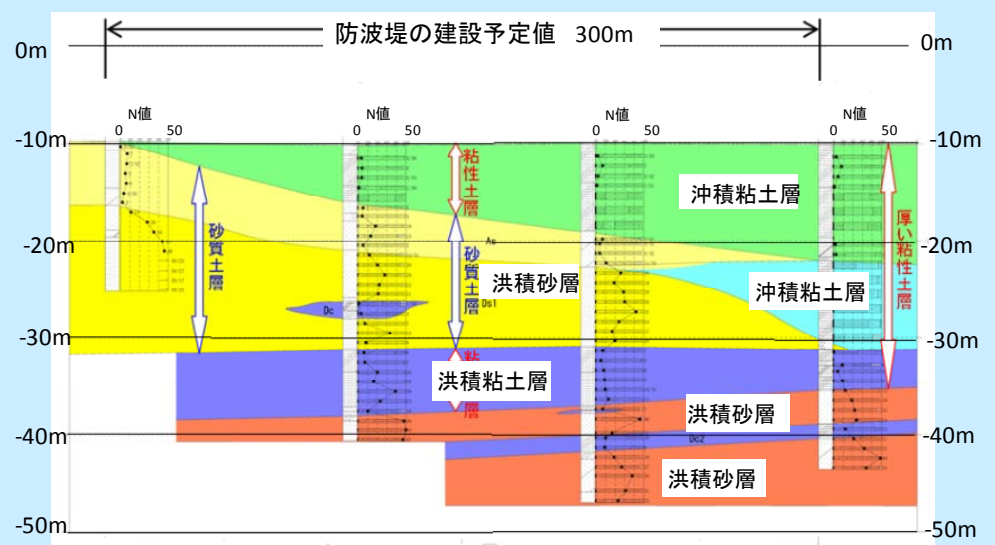 防波堤の建設予定値 300m
0m
0m
N値
0 50
N値
0 50
N値
0 50
N値
0 50
-10m
-10m
粘性土層
沖積粘土層
砂質土層
厚い粘性土層
-20m
As
-20m
砂質土層
洪積砂層
沖積粘土層
Dc
Ds1
-30m
-30m
洪積粘土層
粘
層
洪積砂層
-40m
Dc2
-40m
洪積砂層
-50m
-50m